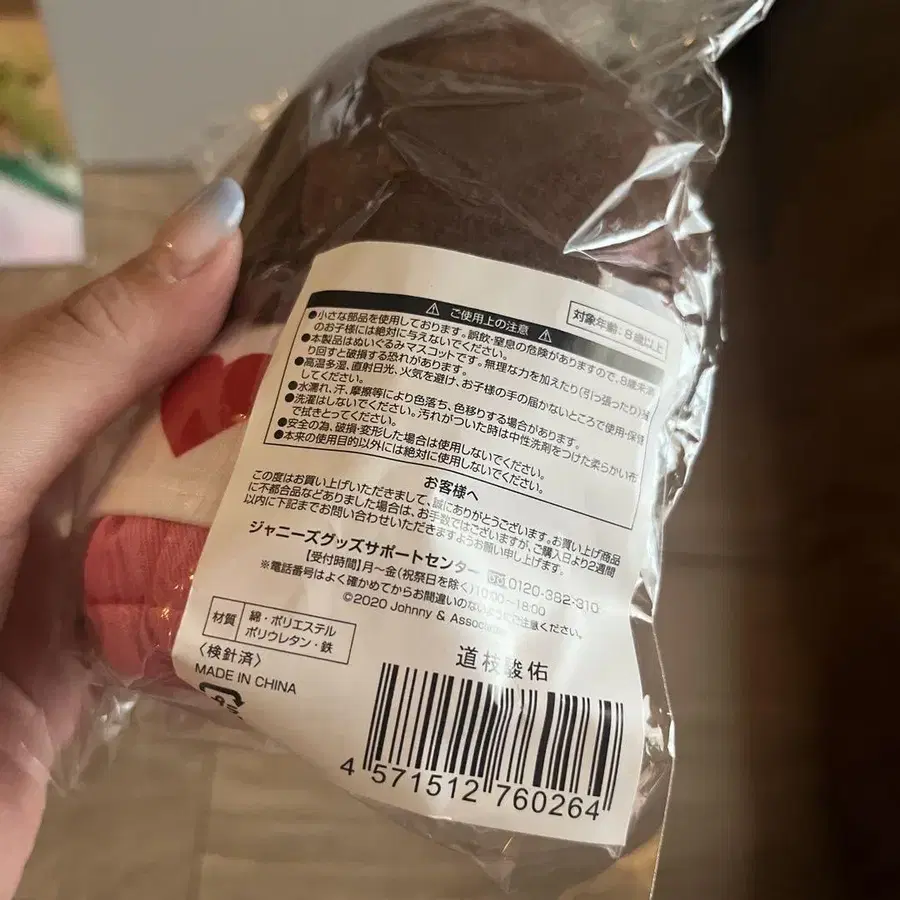 ⚠ ご使用上の注意 ⚠
対象年齢:8歳以上
●小さな部品を使用しております。誤飲・窒息の危険がありますので、8歳未満
のお子様には絶対に与えないでください。
●本製品はぬいぐるみマスコットです。無理な力を加えたり(引っ張ったり)
り回すと破損する恐れがあります。
●高温多湿、直射日光、火気を避け、お子様の手の届かないところで使用・保管
してください。
●水濡れ、汗、摩擦等により色落ち、色移りする場合があります。
●洗濯はしないでください。汚れがついた時は中性洗剤をつけた柔らかい布
で拭きとってください。
●安全の為、破損・変形した場合は使用しないでください。
●本来の使用目的以外には絶対に使用しないでください。
お客様へ
この度はお買い上げいただきまして、誠にありがとうございます。お買い上げ商品
に不都合品などありました場合は、お手数ではございますが、ご購入日より2週間
以内に下記までお問い合わせいただきますようお願い申し上げます。
ジャニーズグッズサポートセンター 0120-382-310
【受付時間】月~金(祝祭日を除く)10:00~18:00
※電話番号はよく確かめてからお間違いのないようにご注意ください。
©2020 Johnny & Associates
材質 綿・ポリエステル
ポリウレタン・鉄
〈検針済〉
MADE IN CHINA
道枝駿佑
4 571512 760264